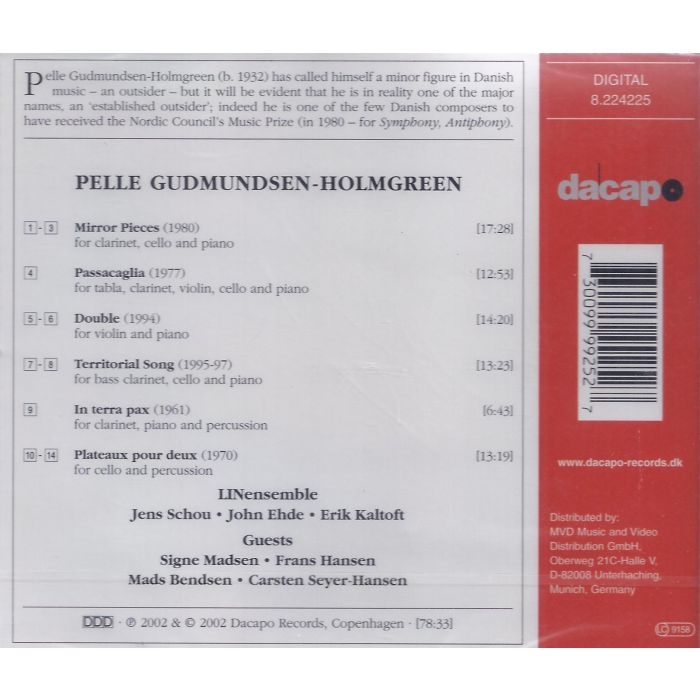 Pelle Gudmundsen-Holmgreen (b. 1932) has called himself a minor figure in Danish
music – an outsider – but it will be evident that he is in reality one of the major
names, an 'established outsider'; indeed he is one of the few Danish composers to
have received the Nordic Council's Music Prize (in 1980 – for Symphony, Antiphony).
PELLE GUDMUNDSEN-HOLMGREEN
1 - 3 Mirror Pieces (1980) [17:28]
for clarinet, cello and piano
4 Passacaglia (1977) [12:53]
for tabla, clarinet, violin, cello and piano
5 - 6 Double (1994) [14:20]
for violin and piano
7 - 8 Territorial Song (1995-97) [13:23]
for bass clarinet, cello and piano
9 In terra pax (1961) [6:43]
for clarinet, piano and percussion
10 - 14 Plateaux pour deux (1970) [13:19]
for cello and percussion
LINensemble
Jens Schou • John Ehde • Erik Kaltoft
Guests
Signe Madsen • Frans Hansen
Mads Bendsen • Carsten Seyer-Hansen
DDD · ℗ 2002 & © 2002 Dacapo Records, Copenhagen · [78:33]
DIGITAL
8.224225
dacapo
7 30099 99252 7
www.dacapo-records.dk
Distributed by:
MVD Music and Video
Distribution GmbH,
Oberweg 21C-Halle V,
D-82008 Unterhaching,
Munich, Germany
LC 9158